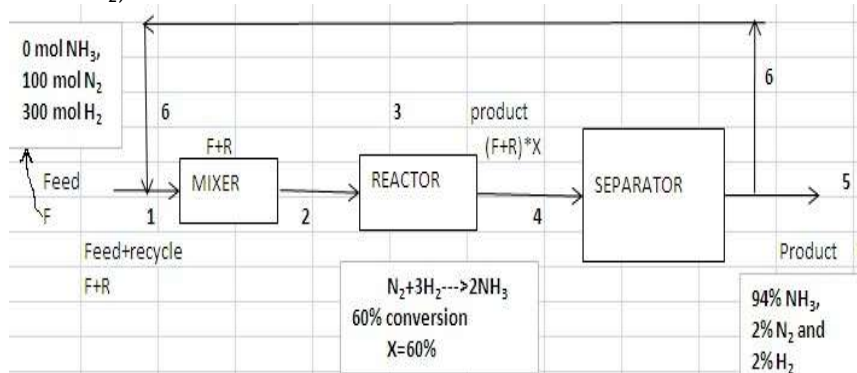 0 mol NH₃,
100 mol N₂
300 mol H₂
6
6
3
product
F+R
(F+R)*X
Feed
MIXER
REACTOR
SEPARATOR
5
F
1
2
4
Feed+recycle
Product
F+R
N₂+3H₂--->2NH₃
60% conversion
X=60%
94% NH₃,
2% N₂ and
2% H₂